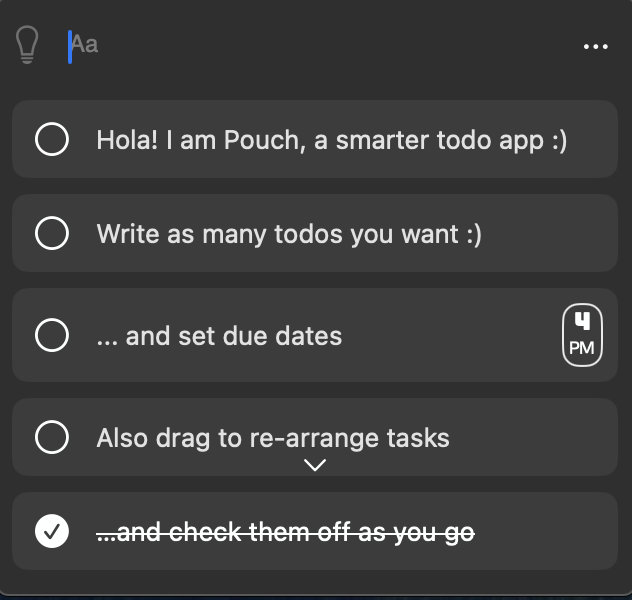 Aa
Hola! I am Pouch, a smarter todo app :)
Write as many todos you want :)
... and set due dates
4
PM
Also drag to re-arrange tasks
...and check them off as you go